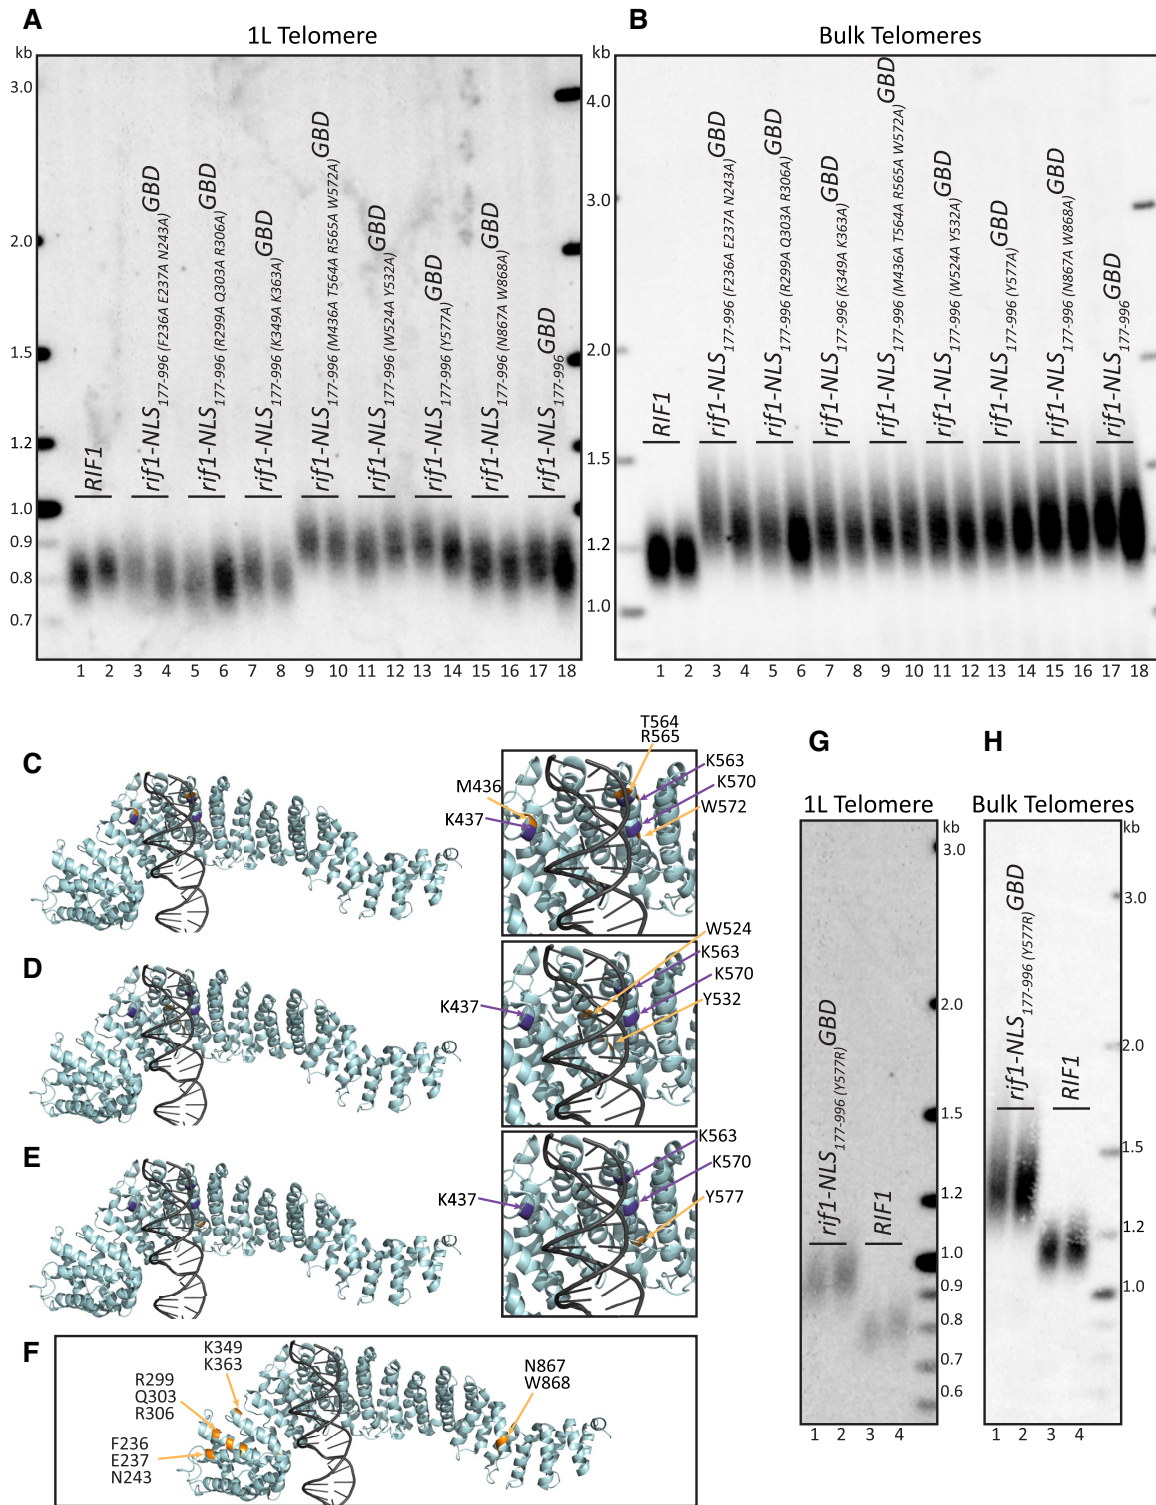 A
1L Telomere
kb
3.0
2.0
1.5
1.2
1.0
0.9
0.8
0.7
RIF1
rif1-NLS177-996 (F236A E237A N243A)GBD
rif1-NLS177-996 (R299A Q303A R306A)GBD
rif1-NLS177-996 (K349A K363A)GBD
rif1-NLS177-996 (M436A T564A R565A W572A)GBD
rif1-NLS177-996 (W524A Y532A)GBD
rif1-NLS177-996 (Y577A)GBD
rif1-NLS177-996 (N867A W868A)GBD
rif1-NLS177-996GBD
1 2 3 4 5 6 7 8 9 10 11 12 13 14 15 16 17 18
B
Bulk Telomeres
kb
4.0
3.0
2.0
1.5
1.2
1.0
RIF1
rif1-NLS177-996 (F236A E237A N243A)GBD
rif1-NLS177-996 (R299A Q303A R306A)GBD
rif1-NLS177-996 (K349A K363A)GBD
rif1-NLS177-996 (M436A T564A R565A W572A)GBD
rif1-NLS177-996 (W524A Y532A)GBD
rif1-NLS177-996 (Y577A)GBD
rif1-NLS177-996 (N867A W868A)GBD
rif1-NLS177-996GBD
1 2 3 4 5 6 7 8 9 10 11 12 13 14 15 16 17 18
C
T564
R565
M436
K437
K563
K570
W572
D
W524
K563
K570
K437
Y532
E
K563
K570
K437
Y577
F
K349
K363
R299
Q303
R306
F236
E237
N243
N867
W868
G
1L Telomere
kb
3.0
2.0
1.5
1.2
1.0
0.9
0.8
0.7
0.6
rif1-NLS177-996 (Y577R)GBD
RIF1
1 2 3 4
H
Bulk Telomeres
kb
3.0
2.0
1.5
1.2
1.0
rif1-NLS177-996 (Y577R)GBD
RIF1
1 2 3 4